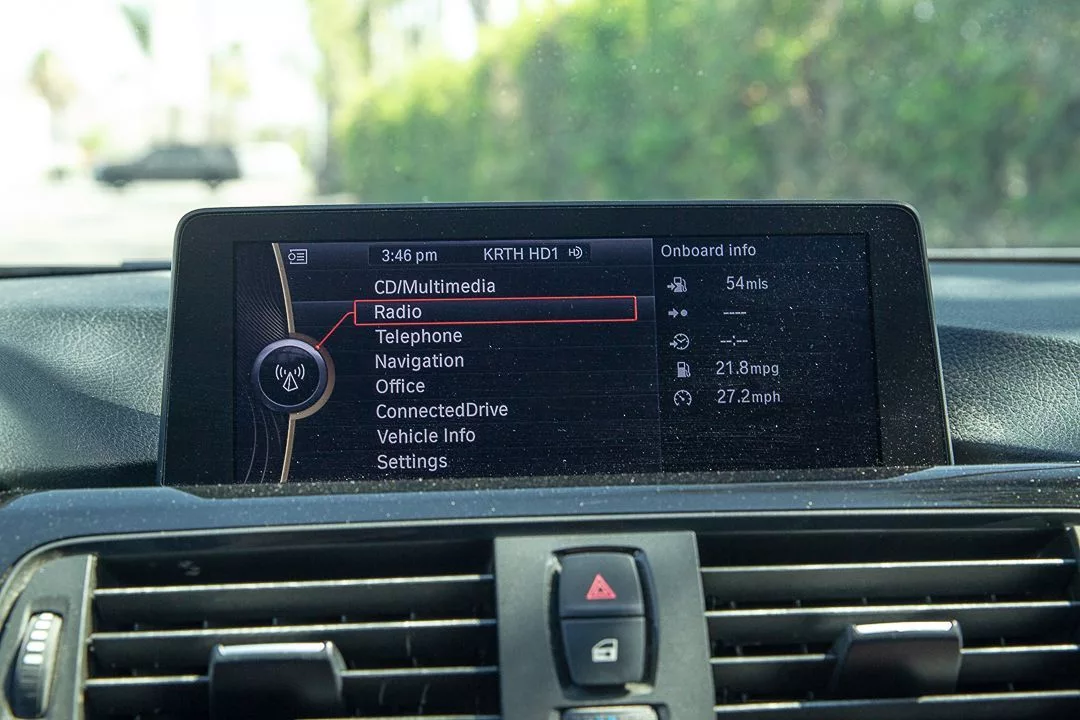 3:46 pm KRTH HD1
CD/Multimedia
Radio
Telephone
Navigation
Office
ConnectedDrive
Vehicle Info
Settings
Onboard info
54mls
----
--:--
21.8mpg
27.2mph